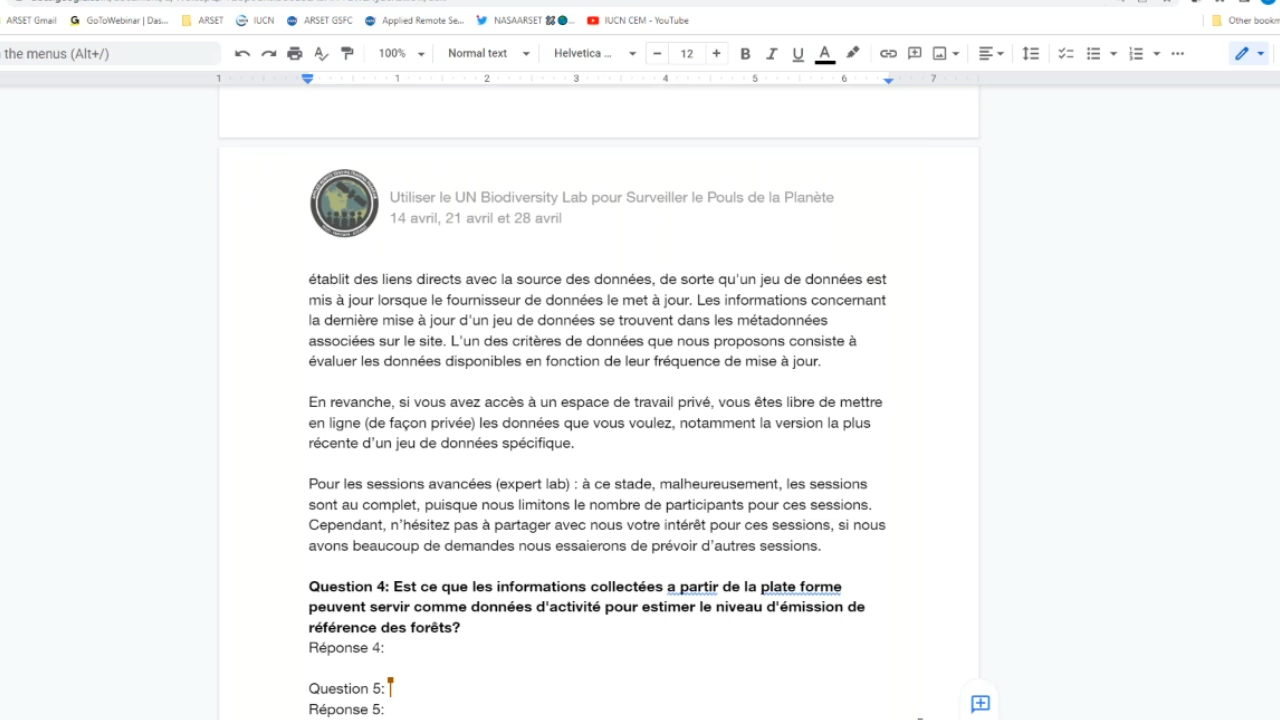 ARSET Gmail GoToWebinar | Das... ARSET IUCN ARSET GSFC Applied Remote Se... NASAARSET IUCN CEM - YouTube Other bookm
the menus (Alt+/) 100% Normal text Helvetica ... 12 B I U A
1 1 2 3 4 5 6 7
Utiliser le UN Biodiversity Lab pour Surveiller le Pouls de la Planète
14 avril, 21 avril et 28 avril
établit des liens directs avec la source des données, de sorte qu'un jeu de données est
mis à jour lorsque le fournisseur de données le met à jour. Les informations concernant
la dernière mise à jour d'un jeu de données se trouvent dans les métadonnées
associées sur le site. L'un des critères de données que nous proposons consiste à
évaluer les données disponibles en fonction de leur fréquence de mise à jour.
En revanche, si vous avez accès à un espace de travail privé, vous êtes libre de mettre
en ligne (de façon privée) les données que vous voulez, notamment la version la plus
récente d'un jeu de données spécifique.
Pour les sessions avancées (expert lab) : à ce stade, malheureusement, les sessions
sont au complet, puisque nous limitons le nombre de participants pour ces sessions.
Cependant, n'hésitez pas à partager avec nous votre intérêt pour ces sessions, si nous
avons beaucoup de demandes nous essaierons de prévoir d'autres sessions.
Question 4: Est ce que les informations collectées a partir de la plate forme
peuvent servir comme données d'activité pour estimer le niveau d'émission de
référence des forêts?
Réponse 4:
Question 5:
Réponse 5: